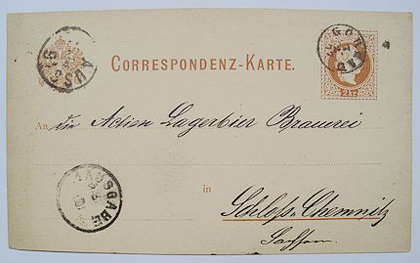 CORRESPONDENZ-KARTE.
An die Actien Lagerbier Brauerei
in
Schloss-Chemnitz
Sachsen
AUSGABE